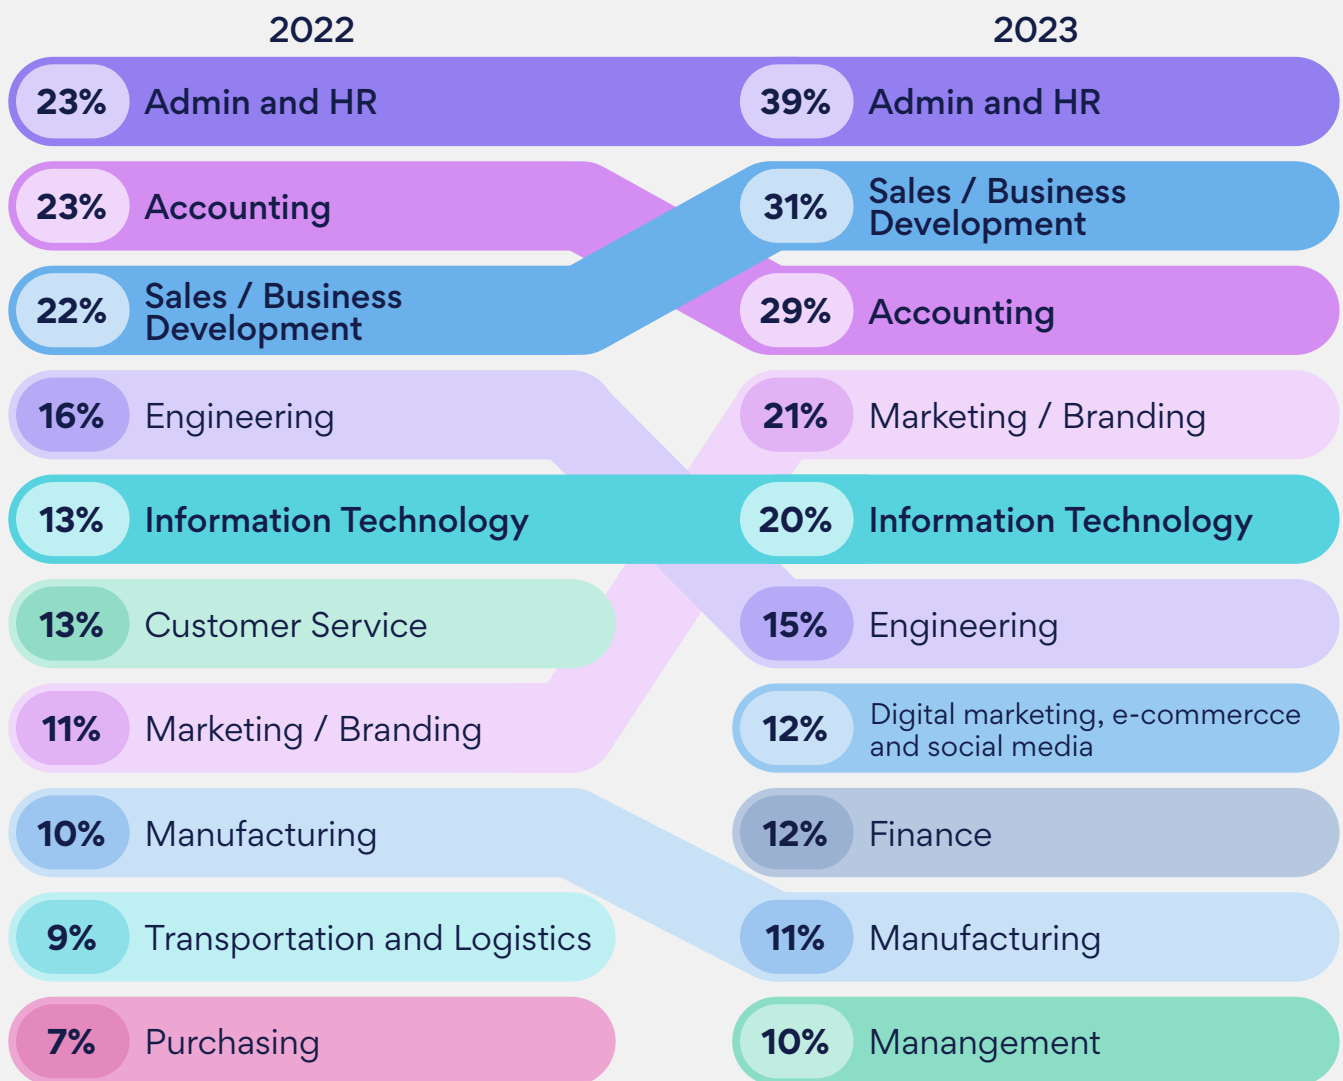 2022
2023
23% Admin and HR
39% Admin and HR
23% Accounting
31% Sales / Business
Development
22% Sales / Business
Development
29% Accounting
16% Engineering
21% Marketing / Branding
13% Information Technology
20% Information Technology
13% Customer Service
15% Engineering
11% Marketing / Branding
12% Digital marketing, e-commercce
and social media
10% Manufacturing
12% Finance
9% Transportation and Logistics
11% Manufacturing
7% Purchasing
10% Manangement